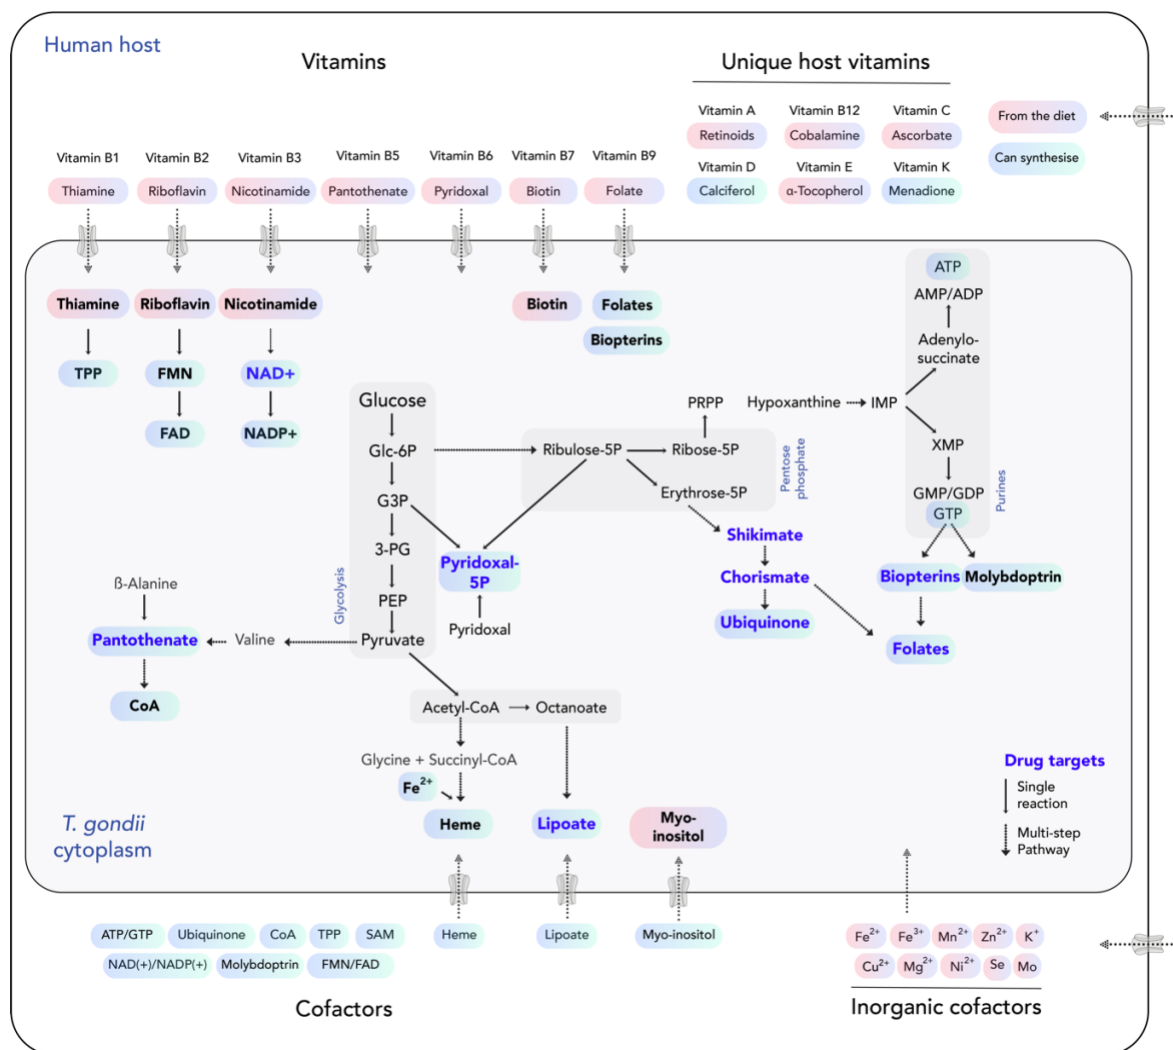 Human host
Vitamins
Unique host vitamins
Vitamin A
Vitamin B12
Vitamin C
Retinoids
Cobalamine
Ascorbate
From the diet
Vitamin D
Vitamin E
Vitamin K
Can synthesise
Calciferol
α-Tocopherol
Menadione
Vitamin B1
Vitamin B2
Vitamin B3
Vitamin B5
Vitamin B6
Vitamin B7
Vitamin B9
Thiamine
Riboflavin
Nicotinamide
Pantothenate
Pyridoxal
Biotin
Folate
Thiamine
Riboflavin
Nicotinamide
Biotin
Folates
Biopterins
TPP
FMN
NAD+
FAD
NADP+
ATP
AMP/ADP
Adenylo-
succinate
Hypoxanthine
IMP
XMP
GMP/GDP
GTP
Purines
Biopterins
Molybdoptrin
Folates
Glucose
Glc-6P
G3P
3-PG
PEP
Pyruvate
Glycolysis
PRPP
Ribulose-5P
Ribose-5P
Erythrose-5P
Pentose
phosphate
Shikimate
Chorismate
Ubiquinone
Pyridoxal-
5P
Pyridoxal
ß-Alanine
Pantothenate
Valine
CoA
Acetyl-CoA
Octanoate
Glycine + Succinyl-CoA
Fe2+
Heme
Lipoate
Myo-
inositol
Drug targets
Single
reaction
Multi-step
Pathway
T. gondii
cytoplasm
ATP/GTP
Ubiquinone
CoA
TPP
SAM
Heme
Lipoate
Myo-inositol
NAD(+)/NADP(+)
Molybdoptrin
FMN/FAD
Cofactors
Fe2+
Fe3+
Mn2+
Zn2+
K+
Cu2+
Mg2+
Ni2+
Se
Mo
Inorganic cofactors